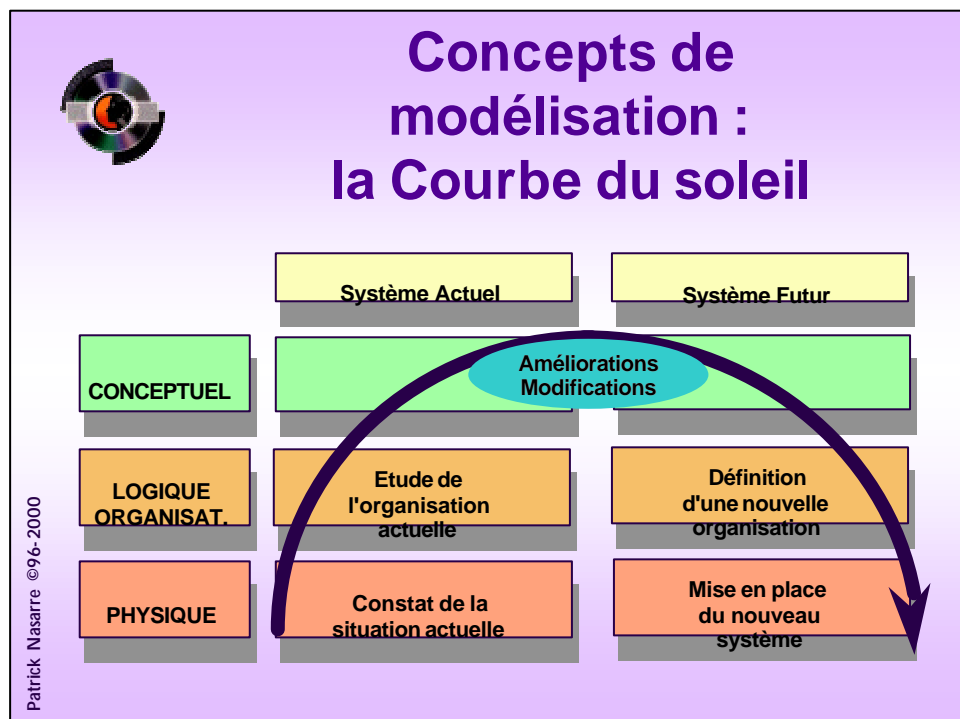 Concepts de
modélisation :
la Courbe du soleil
Système Actuel
Système Futur
CONCEPTUEL
Améliorations
Modifications
LOGIQUE
ORGANISAT.
Etude de
l'organisation
actuelle
Définition
d'une nouvelle
organisation
PHYSIQUE
Constat de la
situation actuelle
Mise en place
du nouveau
système
Patrick Nasarre ©96-2000